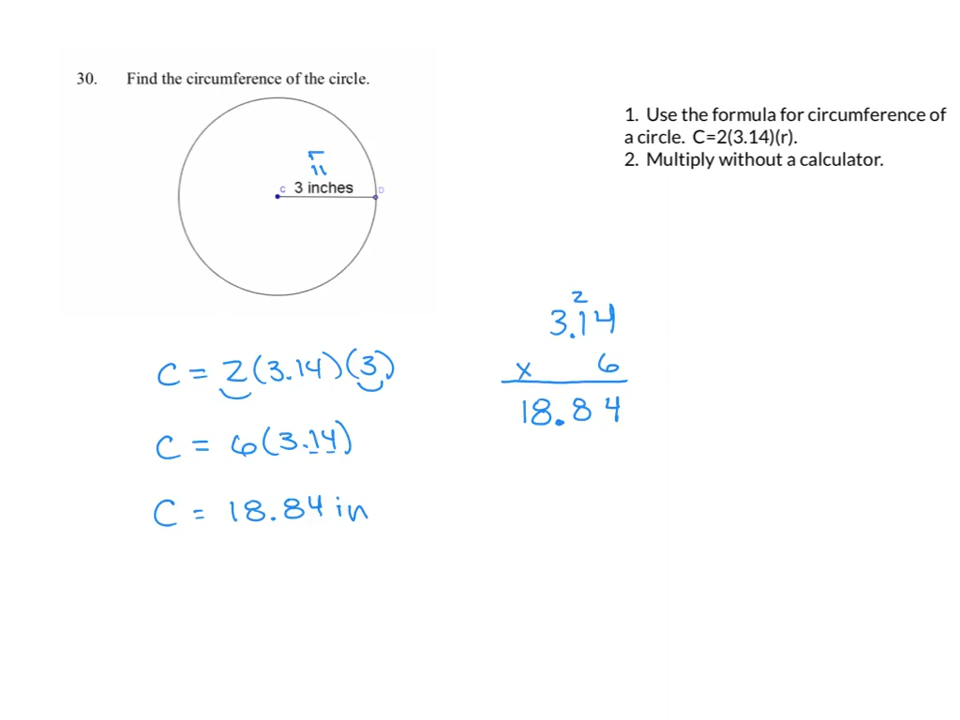 30. Find the circumference of the circle.
1. Use the formula for circumference of
a circle. C=2(3.14)(r).
2. Multiply without a calculator.
r
=
C 3 inches D
2
3.14
x 6
18.84
C = 2(3.14)(3)
C = 6(3.14)
C = 18.84 in